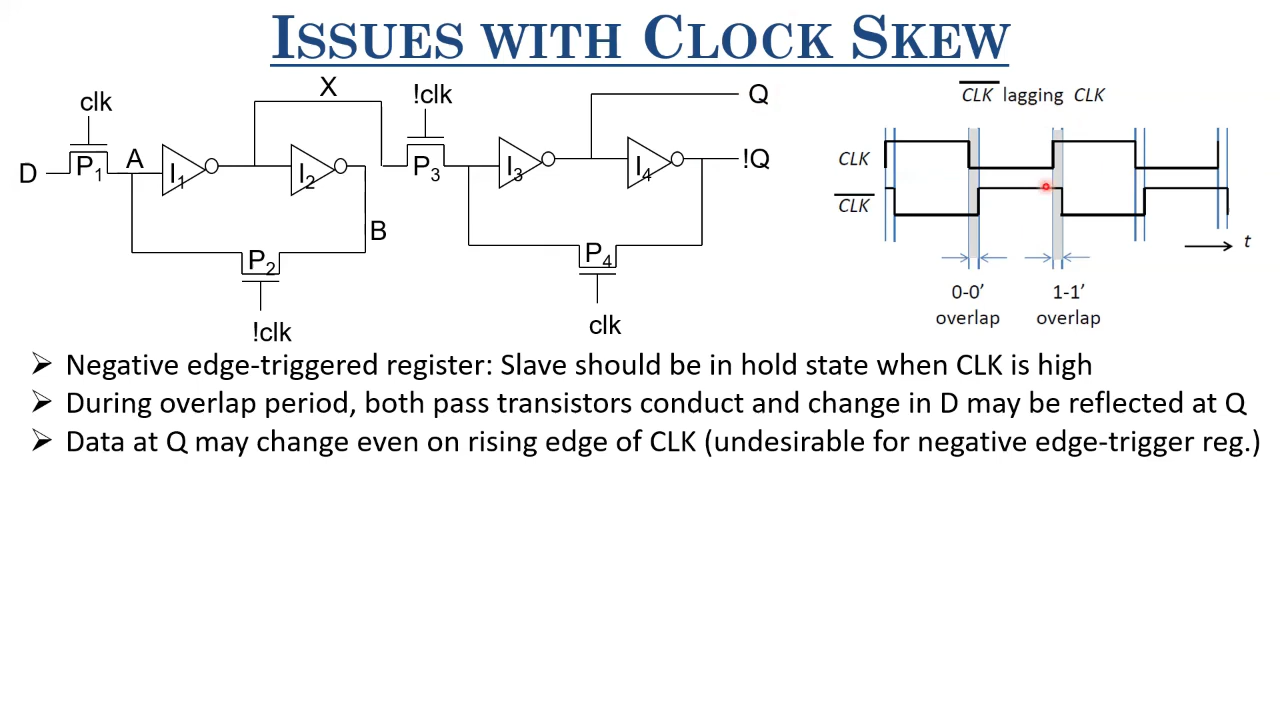 ISSUES WITH CLOCK SKEW
X
clk
!clk
Q
D
P1
A
I1
I2
P3
I3
I4
!Q
B
P2
P4
!clk
clk
CLK lagging CLK
CLK
CLK
t
0-0’ 1-1’
overlap overlap
➢ Negative edge-triggered register: Slave should be in hold state when CLK is high
➢ During overlap period, both pass transistors conduct and change in D may be reflected at Q
➢ Data at Q may change even on rising edge of CLK (undesirable for negative edge-trigger reg.)